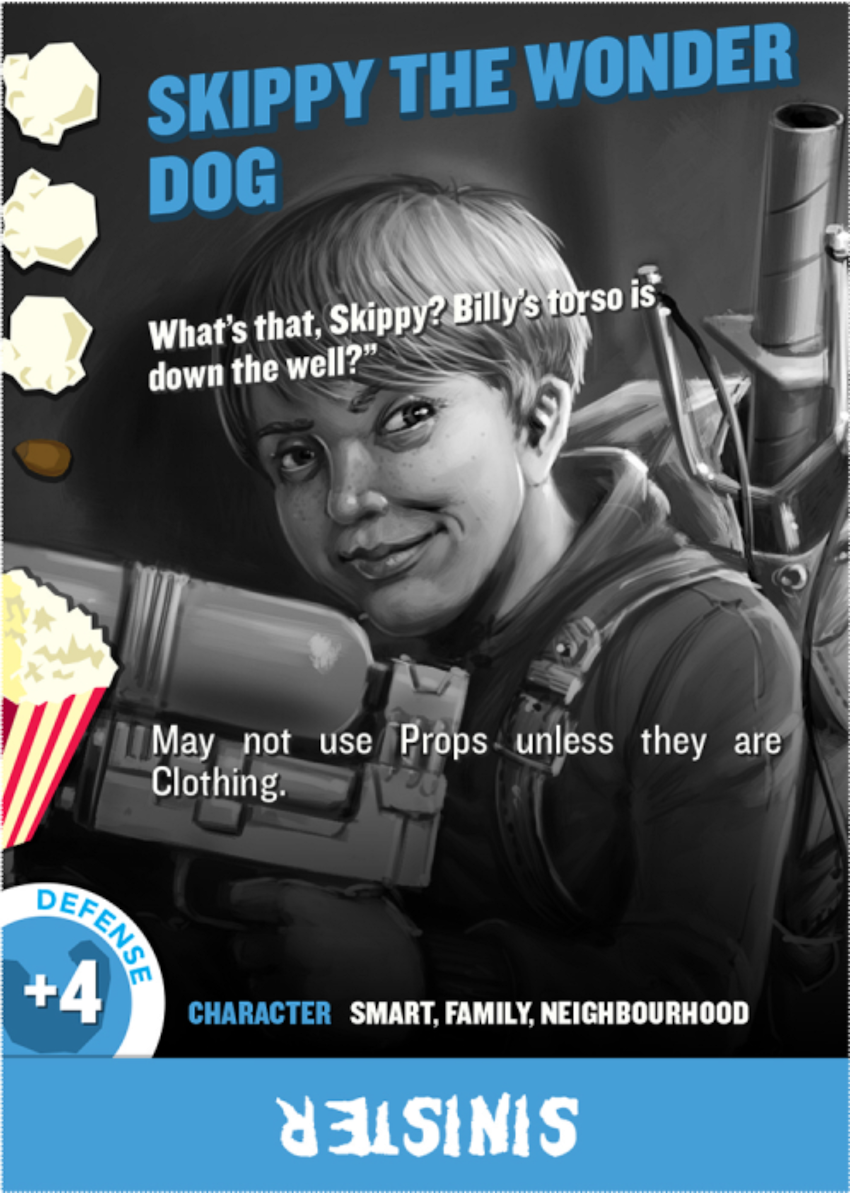 SKIPPY THE WONDER
DOG
What's that, Skippy? Billy's torso is
down the well?”
May not use Props unless they are
Clothing.
DEFENSE
+4
CHARACTER SMART, FAMILY, NEIGHBOURHOOD
SINISTER